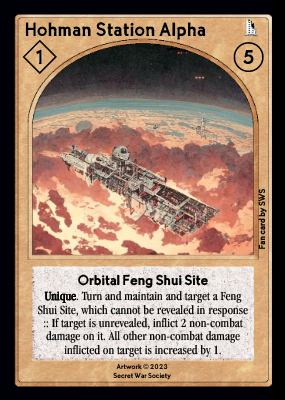 Hohman Station Alpha
1
5
Fan card by SWS
Orbital Feng Shui Site
Unique. Turn and maintain and target a Feng
Shui Site, which cannot be revealed in response
:: If target is unrevealed, inflict 2 non-combat
damage on it. All other non-combat damage
inflicted on target is increased by 1.
Artwork © 2023
Secret War Society